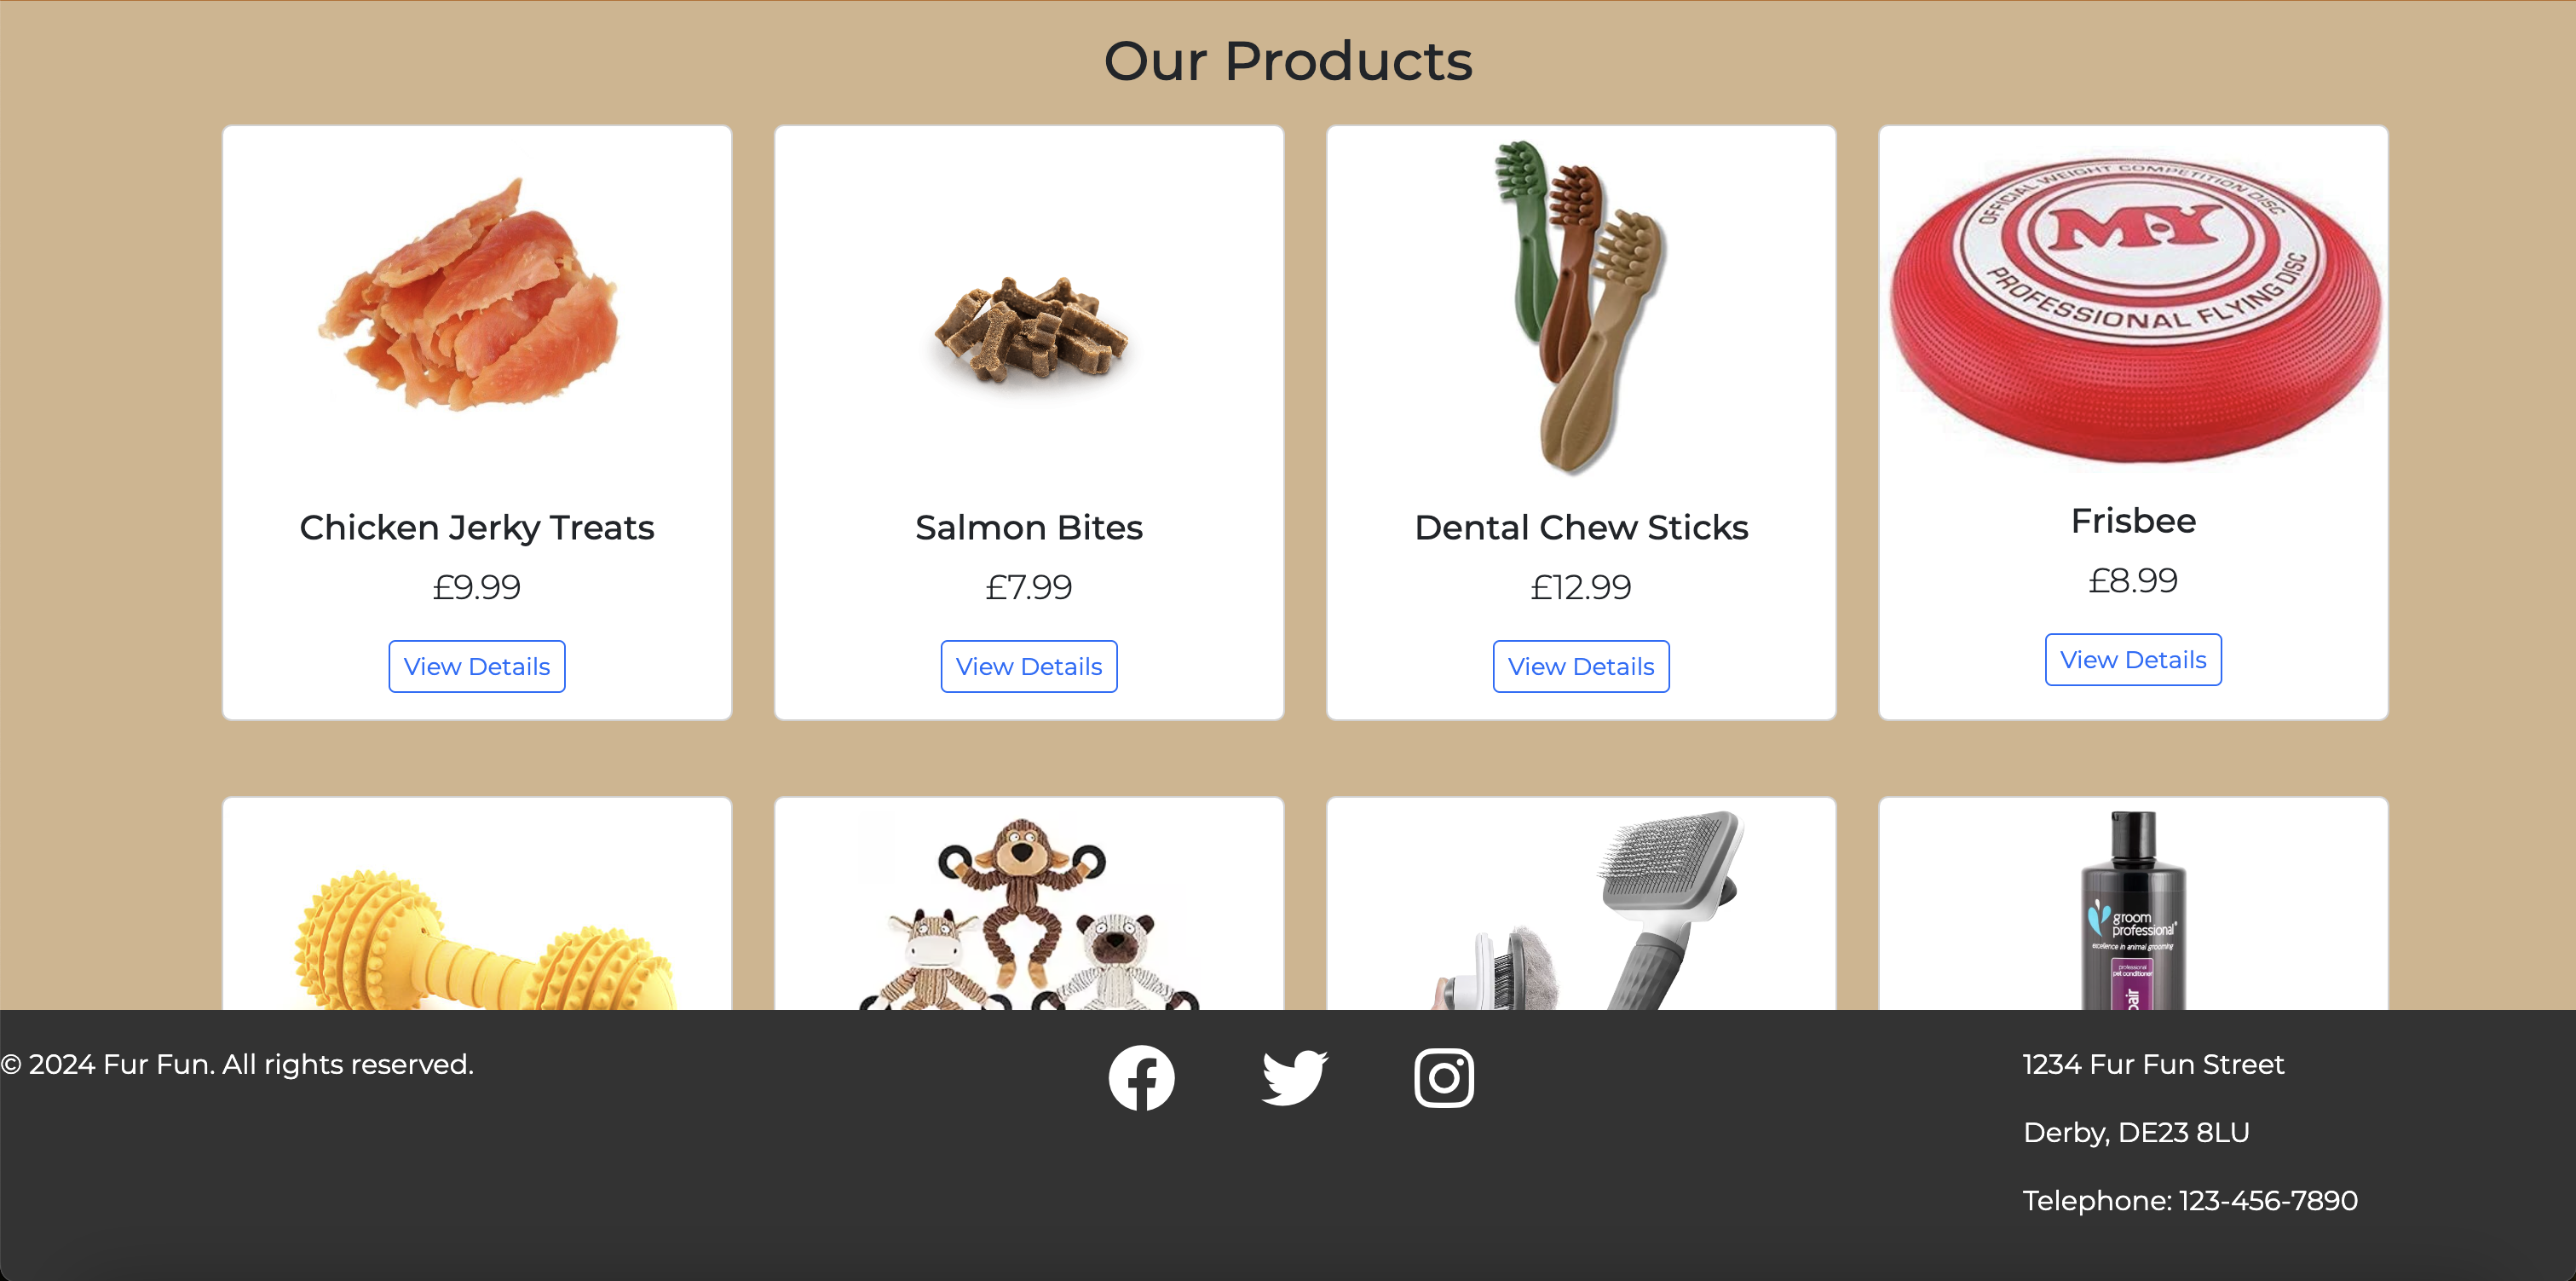 Our Products
OFFICIAL WEIGHT COMPETITION DISC
M.Y
PROFESSIONAL FLYING DISC
Chicken Jerky Treats
Salmon Bites
Dental Chew Sticks
Frisbee
£9.99
£7.99
£12.99
£8.99
View Details
View Details
View Details
View Details
groom
professional
excellence in animal grooming
professional
pet conditioner
© 2024 Fur Fun. All rights reserved.
1234 Fur Fun Street
Derby, DE23 8LU
Telephone: 123-456-7890